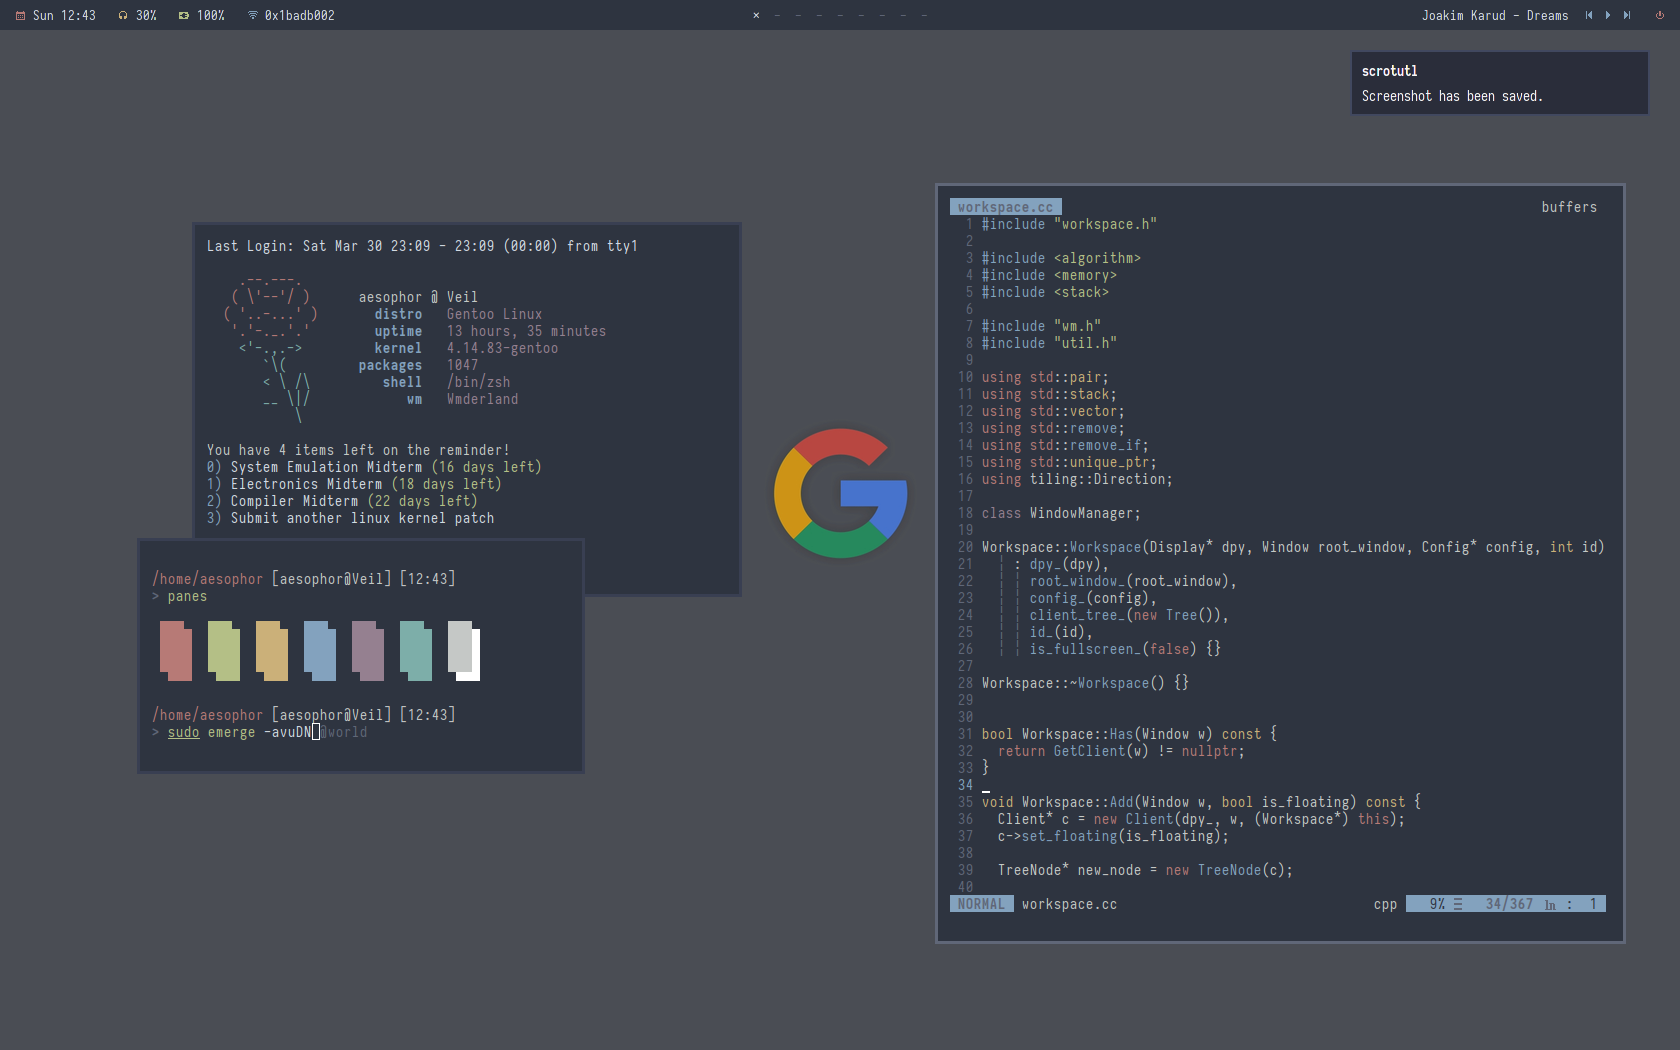 Sun 12:43 30% 100% 0x1badb002
Joakim Karud - Dreams
scrotutl
Screenshot has been saved.
Last Login: Sat Mar 30 23:09 - 23:09 (00:00) from tty1
aesophor @ Veil
distro Gentoo Linux
uptime 13 hours, 35 minutes
kernel 4.14.83-gentoo
packages 1047
shell /bin/zsh
wm Wmderland
You have 4 items left on the reminder!
0) System Emulation Midterm (16 days left)
1) Electronics Midterm (18 days left)
2) Compiler Midterm (22 days left)
3) Submit another linux kernel patch
/home/aesophor [aesophor@Veil] [12:43]
> panes
/home/aesophor [aesophor@Veil] [12:43]
> sudo emerge -avuDN @world
workspace.cc buffers
1 #include "workspace.h"
2
3 #include <algorithm>
4 #include <memory>
5 #include <stack>
6
7 #include "wm.h"
8 #include "util.h"
9
10 using std::pair;
11 using std::stack;
12 using std::vector;
13 using std::remove;
14 using std::remove_if;
15 using std::unique_ptr;
16 using tiling::Direction;
17
18 class WindowManager;
19
20 Workspace::Workspace(Display* dpy, Window root_window, Config* config, int id)
21 : dpy_(dpy),
22 root_window_(root_window),
23 config_(config),
24 client_tree_(new Tree()),
25 id_(id),
26 is_fullscreen_(false) {}
27
28 Workspace::~Workspace() {}
29
30
31 bool Workspace::Has(Window w) const {
32 return GetClient(w) != nullptr;
33 }
34
35 void Workspace::Add(Window w, bool is_floating) const {
36 Client* c = new Client(dpy_, w, (Workspace*) this);
37 c->set_floating(is_floating);
38
39 TreeNode* new_node = new TreeNode(c);
40
NORMAL workspace.cc cpp 9% ☰ 34/367 ln : 1